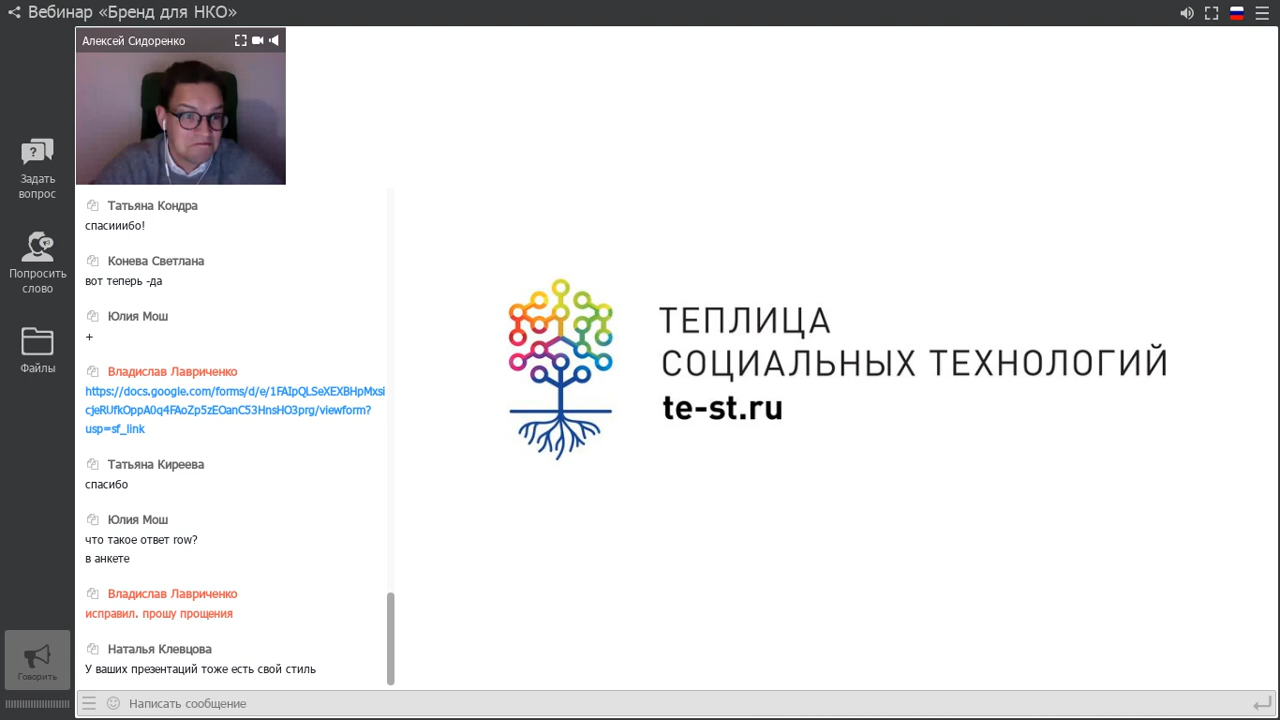 Вебинар «Бренд для НКО»
Алексей Сидоренко
Задать
вопрос
Попросить
слово
Файлы
Говорить
Татьяна Кондра
спасииибо!
Конева Светлана
вот теперь -да
Юлия Мош
+
Владислав Лавриченко
https://docs.google.com/forms/d/e/1FAIpQLSeXEXBHpMxsi
cjeRUfkOppA0q4FAoZp5zEOanC53HnsHO3prg/viewform?
usp=sf_link
Татьяна Киреева
спасибо
Юлия Мош
что такое ответ row?
в анкете
Владислав Лавриченко
исправил. прошу прощения
Наталья Клевцова
У ваших презентаций тоже есть свой стиль
Написать сообщение
ТЕПЛИЦА
СОЦИАЛЬНЫХ ТЕХНОЛОГИЙ
te-st.ru